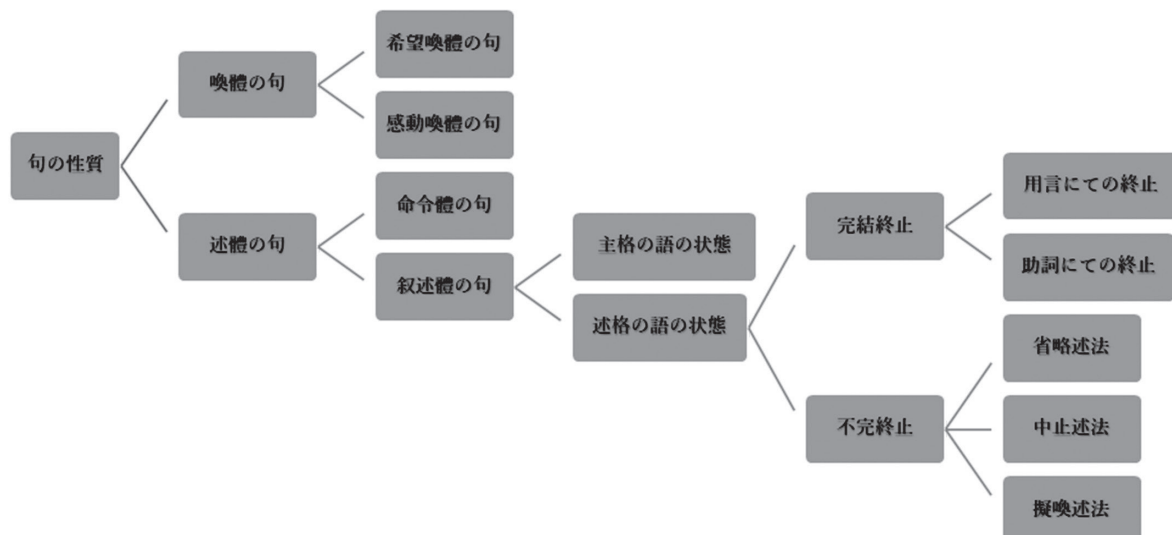 句の性質
喚體の句
希望喚體の句
感動喚體の句
述體の句
命令體の句
叙述體の句
主格の語の状態
述格の語の状態
完結終止
用言にての終止
助詞にての終止
不完終止
省略述法
中止述法
擬喚述法